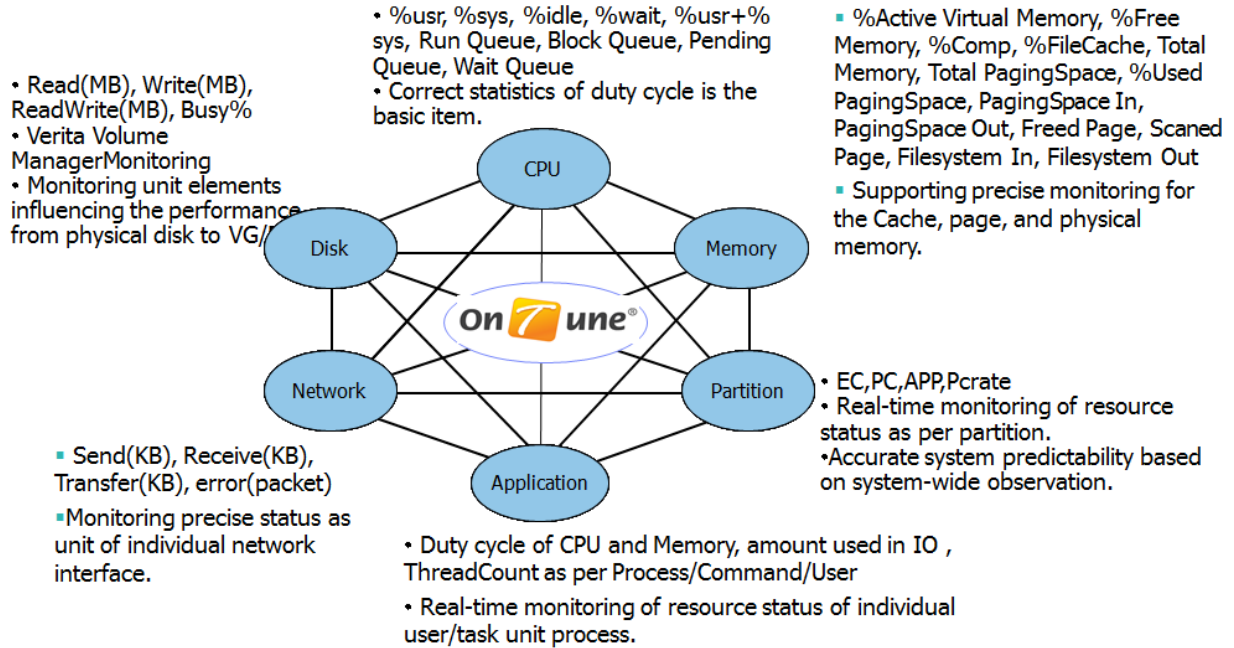 • %usr, %sys, %idle, %wait, %usr+%
sys, Run Queue, Block Queue, Pending
Queue, Wait Queue
• Correct statistics of duty cycle is the
basic item.
▪ %Active Virtual Memory, %Free
Memory, %Comp, %FileCache, Total
Memory, Total PagingSpace, %Used
PagingSpace, PagingSpace In,
PagingSpace Out, Freed Page, Scaned
Page, Filesystem In, Filesystem Out
▪ Supporting precise monitoring for
the Cache, page, and physical
memory.
• Read(MB), Write(MB),
ReadWrite(MB), Busy%
• Verita Volume
ManagerMonitoring
• Monitoring unit elements
influencing the performance
from physical disk to VG/
CPU
Disk
Memory
OnTune®
Network
Partition
Application
• EC,PC,APP,Pcrate
• Real-time monitoring of resource
status as per partition.
•Accurate system predictability based
on system-wide observation.
▪ Send(KB), Receive(KB),
Transfer(KB), error(packet)
▪Monitoring precise status as
unit of individual network
interface.
• Duty cycle of CPU and Memory, amount used in IO ,
ThreadCount as per Process/Command/User
• Real-time monitoring of resource status of individual
user/task unit process.